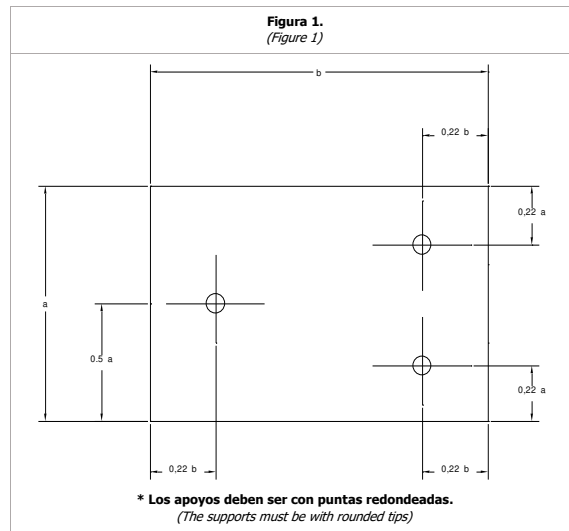 Figura 1.
(Figure 1)
b
0,22 b
0,22 a
a
0.5 a
0,22 a
0,22 b
0,22 b
* Los apoyos deben ser con puntas redondeadas.
(The supports must be with rounded tips)